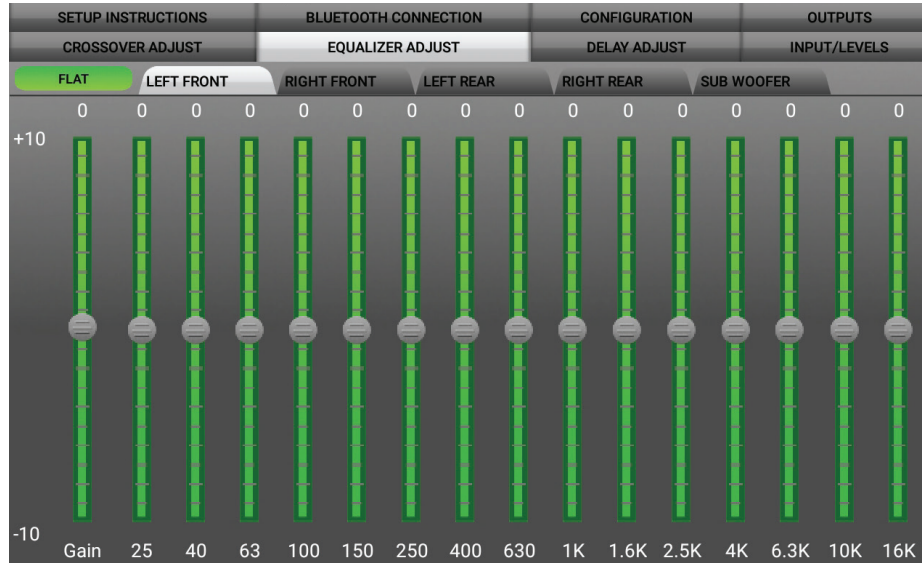 SETUP INSTRUCTIONS BLUETOOTH CONNECTION CONFIGURATION OUTPUTS
CROSSOVER ADJUST EQUALIZER ADJUST DELAY ADJUST INPUT/LEVELS
FLAT LEFT FRONT RIGHT FRONT LEFT REAR RIGHT REAR SUB WOOFER
0 0 0 0 0 0 0 0 0 0 0 0 0 0 0 0
+10
-10
Gain 25 40 63 100 150 250 400 630 1K 1.6K 2.5K 4K 6.3K 10K 16K